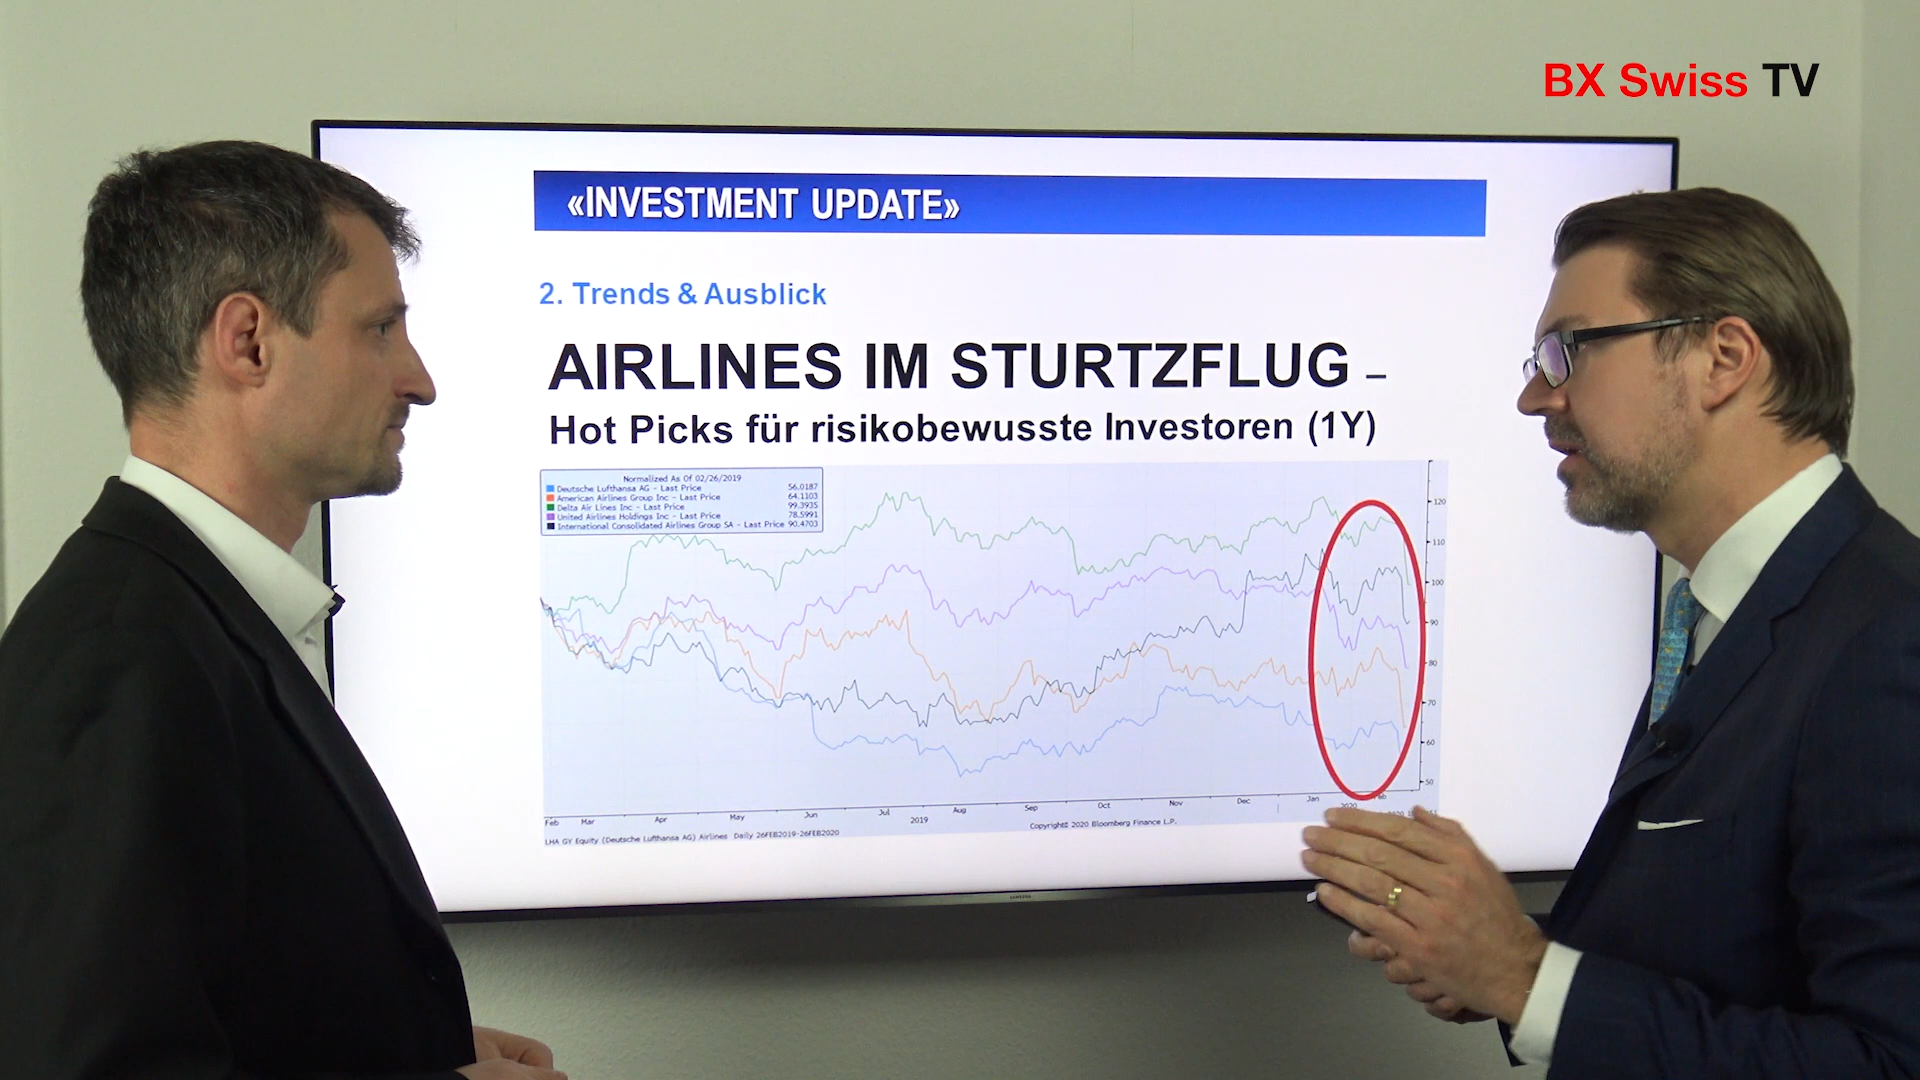 BX Swiss TV
«INVESTMENT UPDATE»
2. Trends & Ausblick
AIRLINES IM STURTZFLUG –
Hot Picks für risikobewusste Investoren (1Y)
Normalized As Of 02/26/2019
Deutsche Lufthansa AG - Last Price 56.0187
American Airlines Group Inc - Last Price 64.1103
Delta Air Lines Inc - Last Price 99.3935
United Airlines Holdings Inc - Last Price 78.5991
International Consolidated Airlines Group SA - Last Price 90.4703
120
110
100
90
80
70
60
50
Feb Mar Apr May Jun Jul Aug Sep Oct Nov Dec Jan
2019 2020
LHA GY Equity (Deutsche Lufthansa AG) Airlines Daily 26FEB2019-26FEB2020
Copyright© 2020 Bloomberg Finance L.P.
SAMSUNG